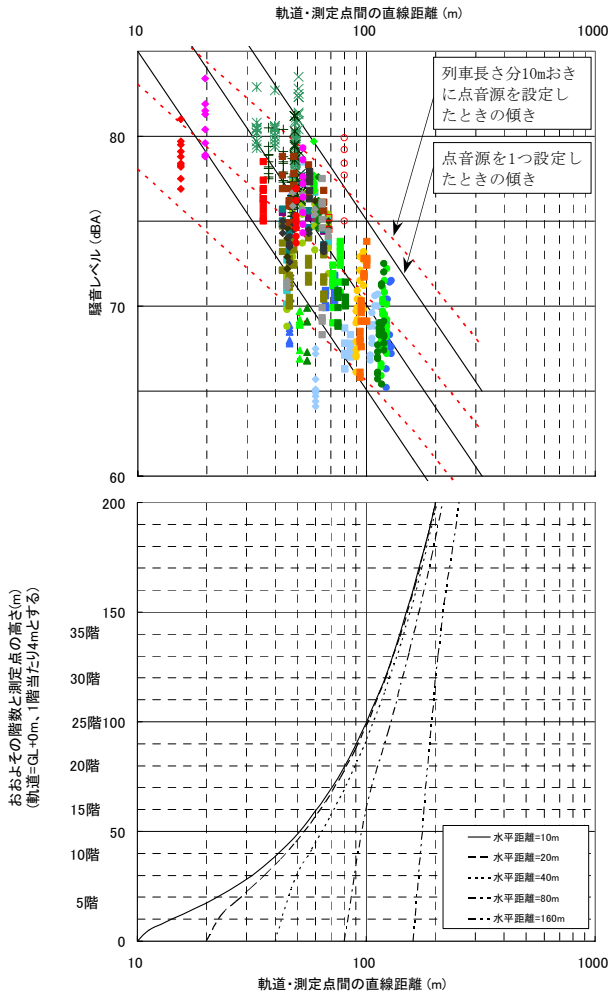 軌道・測定点間の直線距離（m）
10
100
1000
騒音レベル（dBA）
80
70
60
列車長さ分10mおき
に点音源を設定し
たときの傾き
点音源を1つ設定し
たときの傾き
おおよその階数と測定点の高さ(m)
(軌道=GL+0m、1階当たり4mとする)
200
150
35階
30階
25階
100
20階
15階
50
10階
5階
0
水平距離=10m
水平距離=20m
水平距離=40m
水平距離=80m
水平距離=160m
10
100
1000
軌道・測定点間の直線距離（m）